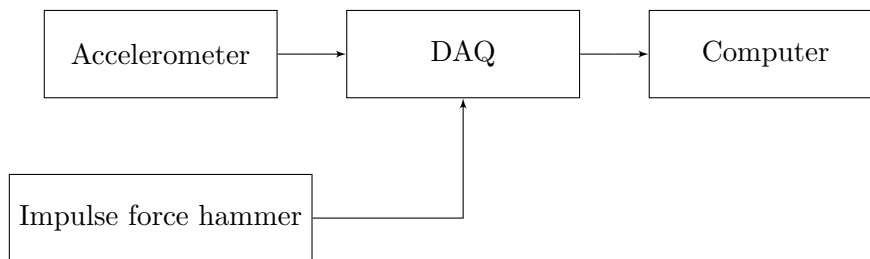 Accelerometer
DAQ
Computer
Impulse force hammer